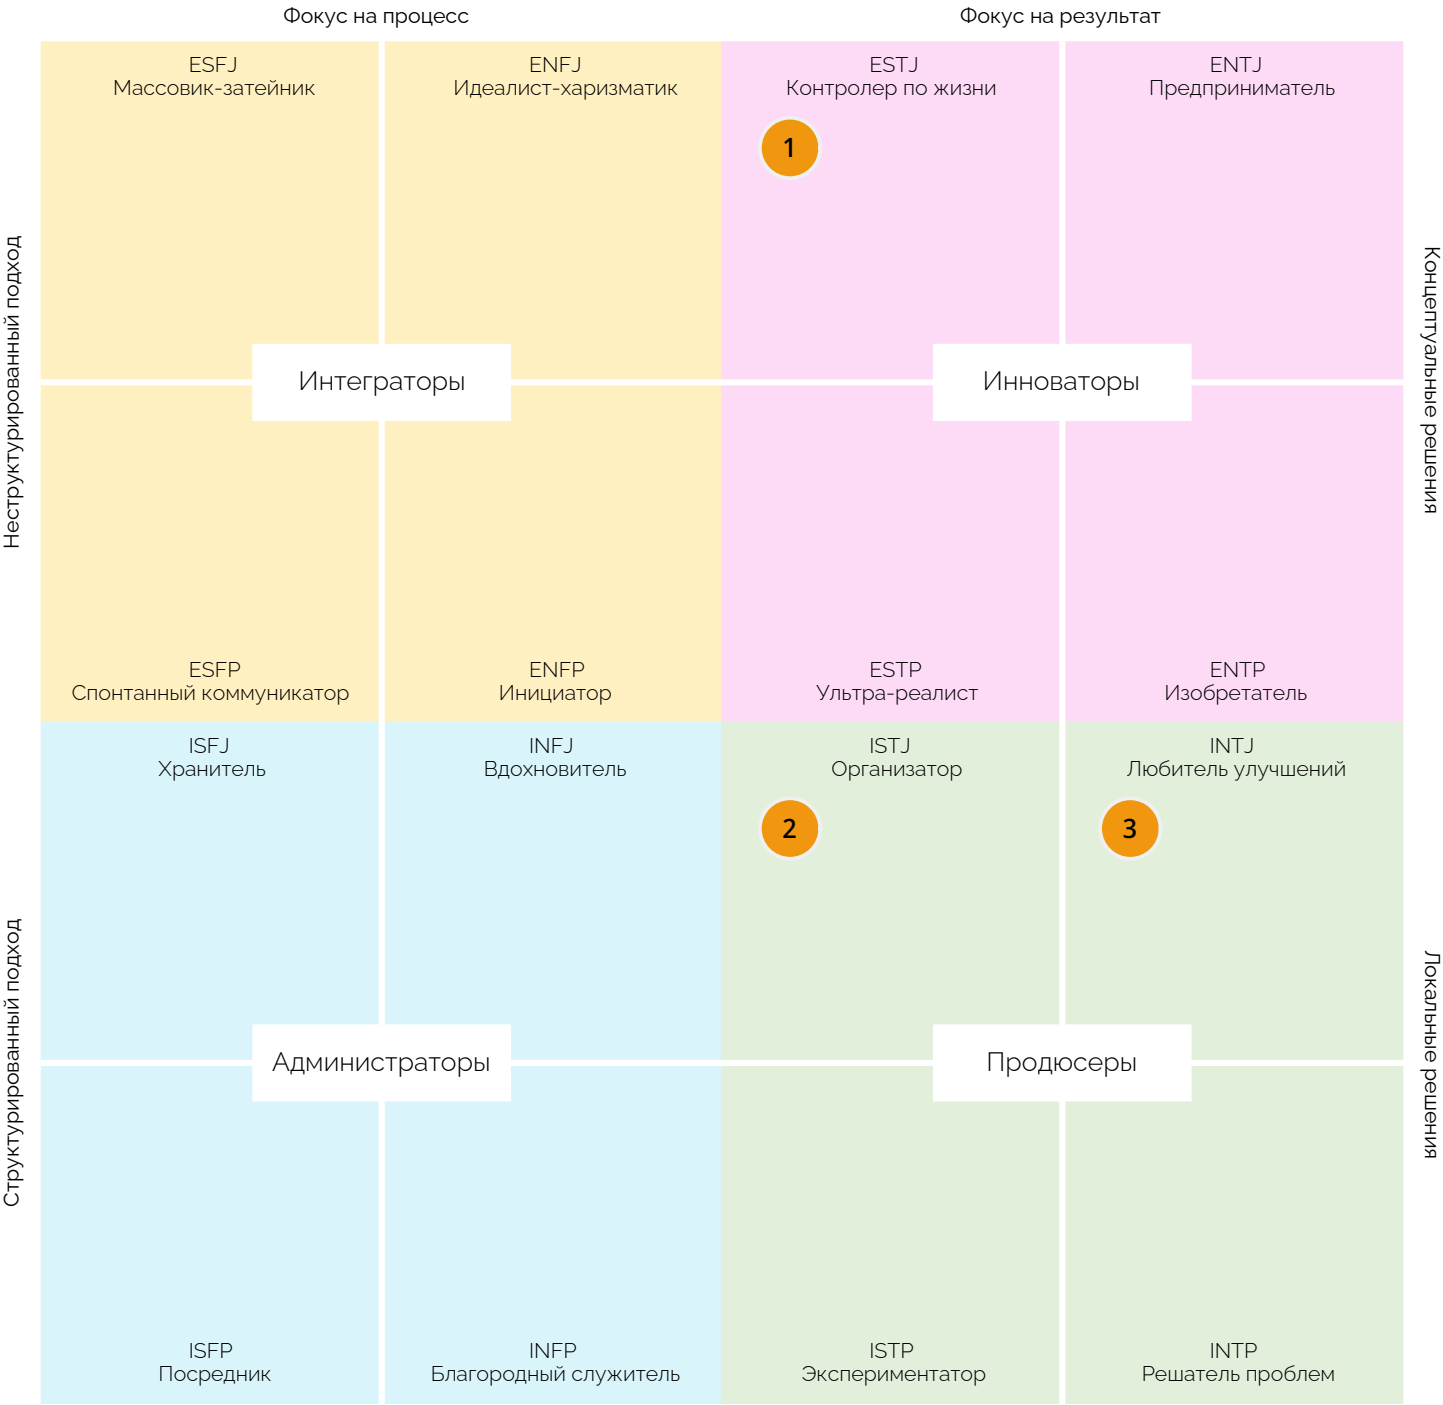 Фокус на процесс
Фокус на результат
ESFJ
Массовик-затейник
ENFJ
Идеалист-харизматик
ESTJ
Контролер по жизни
ENTJ
Предприниматель
1
Неструктурированный подход
Концептуальные решения
Интеграторы
Инноваторы
ESFP
Спонтанный коммуникатор
ENFP
Инициатор
ESTP
Ультра-реалист
ENTP
Изобретатель
ISFJ
Хранитель
INFJ
Вдохновитель
ISTJ
Организатор
INTJ
Любитель улучшений
2
3
Структурированный подход
Локальные решения
Администраторы
Продюсеры
ISFP
Посредник
INFP
Благородный служитель
ISTP
Экспериментатор
INTP
Решатель проблем